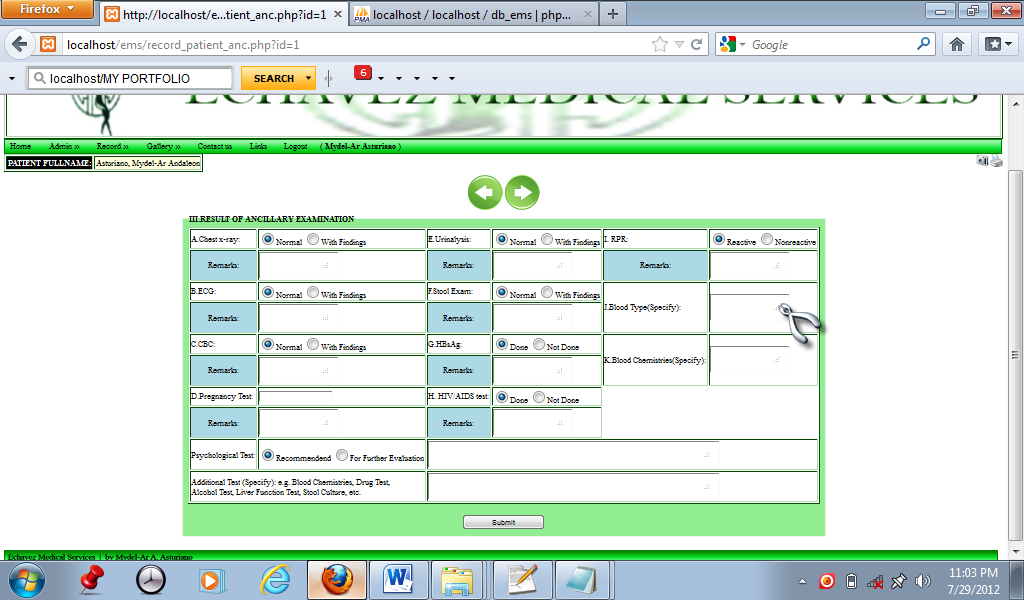 Firefox
http://localhost/e...tient_anc.php?id=1
localhost / localhost / db_ems | php...
localhost/ems/record_patient_anc.php?id=1
Google
localhost/MY PORTFOLIO
SEARCH
6
ECHAVEZ MEDICAL SERVICES
Home Admin » Record » Gallery » Contact us Links Logout ( Mydel-Ar Asturiano )
PATIENT FULLNAME: Asturiano, Mydel-Ar Andaleon
III.RESULT OF ANCILLARY EXAMINATION
A.Chest x-ray: Normal With Findings E.Urinalysis: Normal With Findings I. RPR: Reactive Nonreactive
Remarks: Remarks: Remarks:
B.ECG: Normal With Findings F.Stool Exam: Normal With Findings J.Blood Type(Specify):
Remarks: Remarks:
C.CBC: Normal With Findings G.HBsAg: Done Not Done K.Blood Chemistries(Specify):
Remarks: Remarks:
D.Pregnancy Test: H. HIV/AIDS test: Done Not Done
Remarks: Remarks:
Psychological Test: Recommendend For Further Evaluation
Additional Test (Specify): e.g. Blood Chemistries, Drug Test,
Alcohol Test, Liver Function Test, Stool Culture, etc.
Submit
Echavez Medical Services | by Mydel-Ar A. Asturiano
11:03 PM
7/29/2012